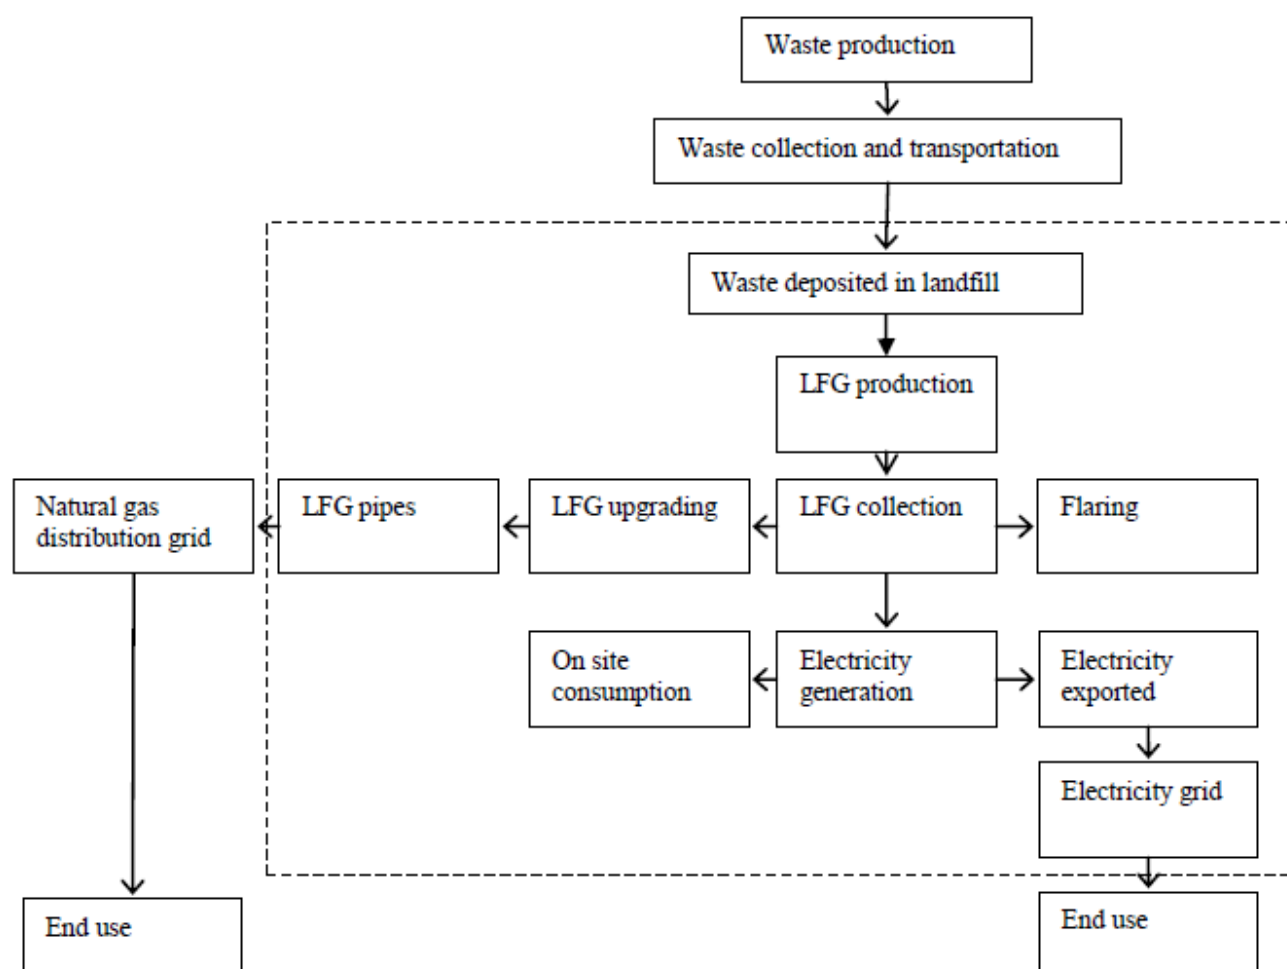 Waste production
Waste collection and transportation
Waste deposited in landfill
LFG production
Natural gas
distribution grid
LFG pipes
LFG upgrading
LFG collection
Flaring
On site
consumption
Electricity
generation
Electricity
exported
Electricity grid
End use
End use